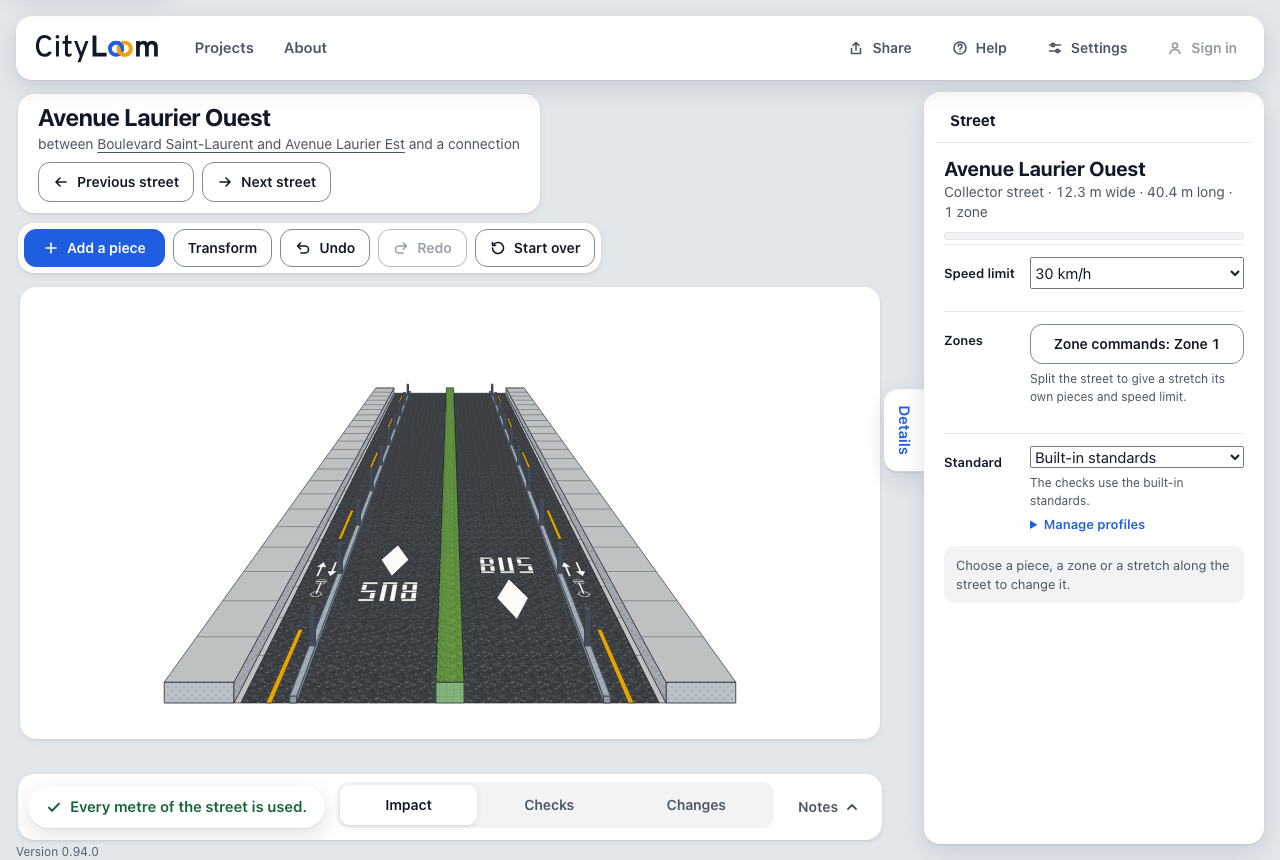 CityLoom
Projects
About
Share
Help
Settings
Sign in
Avenue Laurier Ouest
between Boulevard Saint-Laurent and Avenue Laurier Est and a connection
Previous street
Next street
Add a piece
Transform
Undo
Redo
Start over
BUS
BUS
Details
Street
Avenue Laurier Ouest
Collector street · 12.3 m wide · 40.4 m long ·
1 zone
Speed limit
30 km/h
Zones
Zone commands: Zone 1
Split the street to give a stretch its
own pieces and speed limit.
Standard
Built-in standards
The checks use the built-in
standards.
Manage profiles
Choose a piece, a zone or a stretch along the
street to change it.
Every metre of the street is used.
Impact
Checks
Changes
Notes
Version 0.94.0